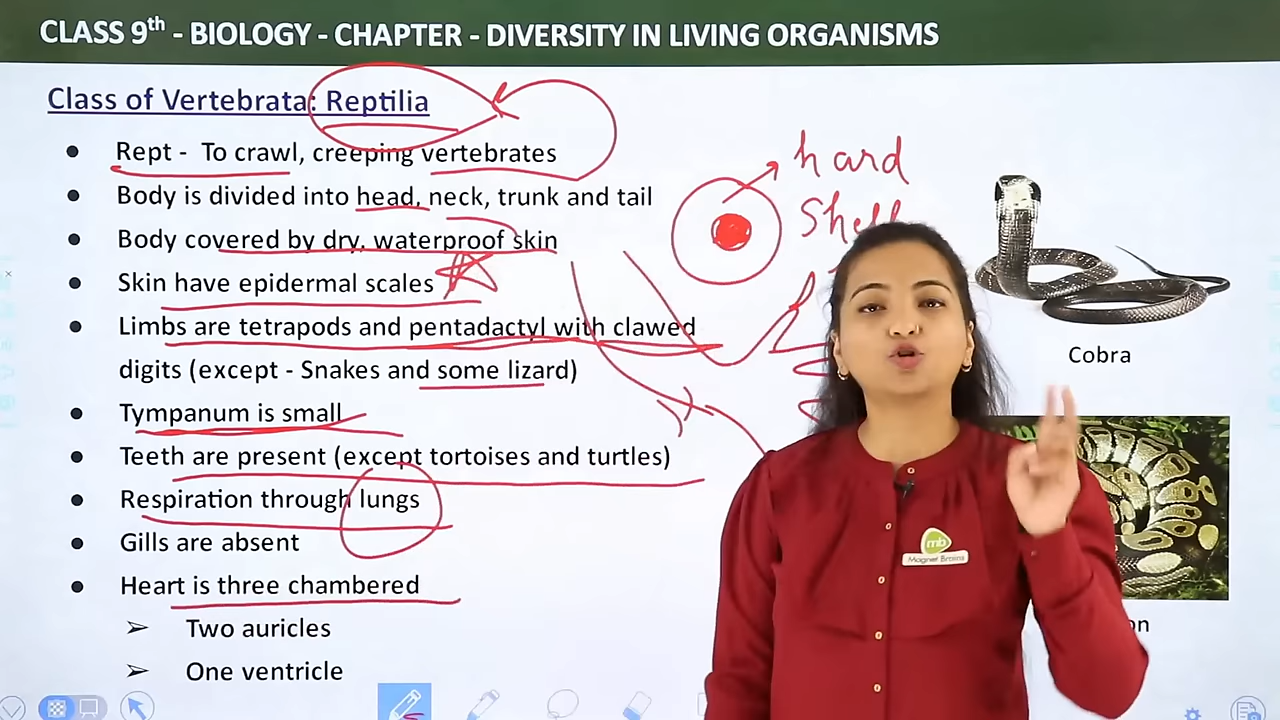 CLASS 9th - BIOLOGY - CHAPTER - DIVERSITY IN LIVING ORGANISMS
Class of Vertebrata: Reptilia
• Rept - To crawl, creeping vertebrates
• Body is divided into head, neck, trunk and tail
• Body covered by dry, waterproof skin
• Skin have epidermal scales
• Limbs are tetrapods and pentadactyl with clawed
digits (except - Snakes and some lizard)
• Tympanum is small
• Teeth are present (except tortoises and turtles)
• Respiration through lungs
• Gills are absent
• Heart is three chambered
➢ Two auricles
➢ One ventricle
hard
Shell
Cobra
mb
Magnet Brains